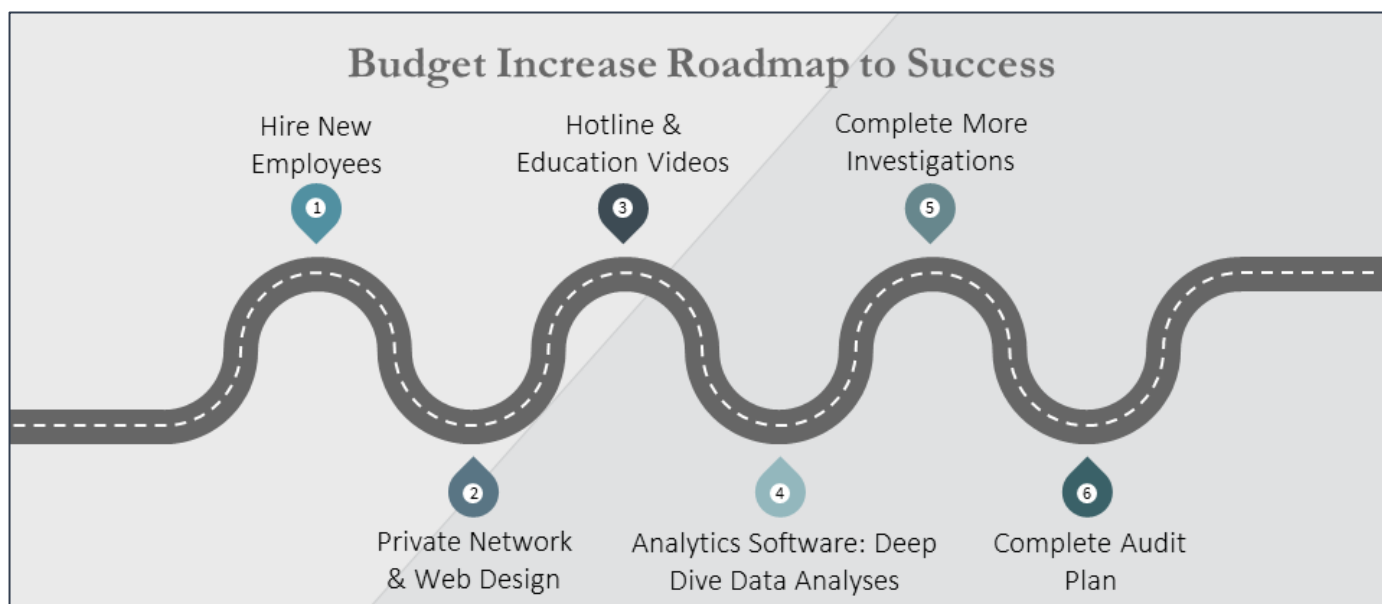 Budget Increase Roadmap to Success
Hire New
Employees
1
2
Private Network
& Web Design
Hotline &
Education Videos
3
4
Analytics Software: Deep
Dive Data Analyses
Complete More
Investigations
5
6
Complete Audit
Plan